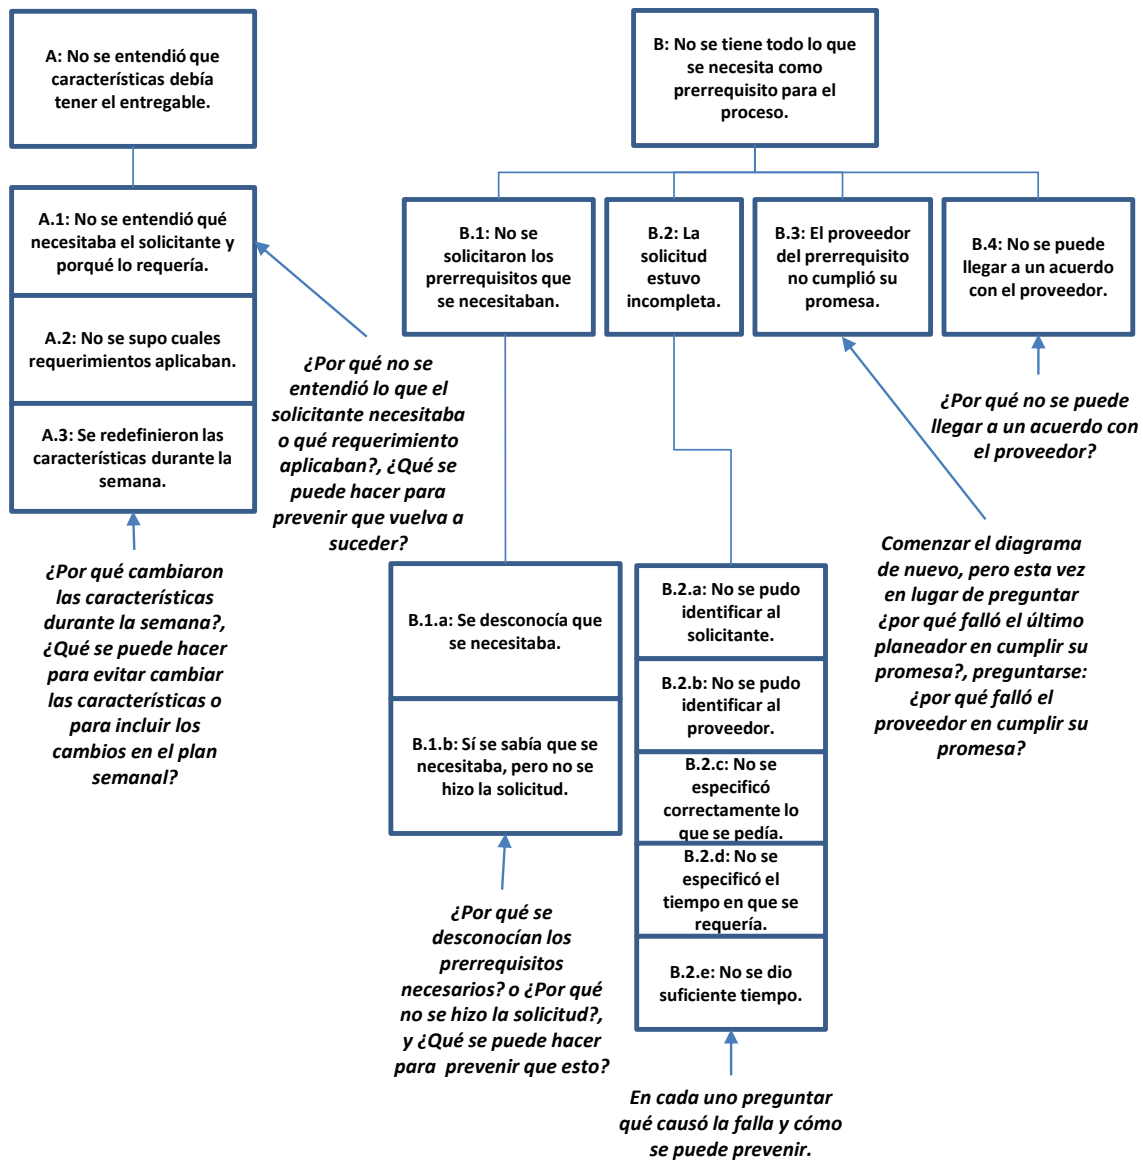 A: No se entendió que
características debía
tener el entregable.
B: No se tiene todo lo que
se necesita como
prerrequisito para el
proceso.
A.1: No se entendió qué
necesitaba el solicitante y
porqué lo requería.
A.2: No se supo cuales
requerimientos aplicaban.
A.3: Se redefinieron las
características durante la
semana.
B.1: No se
solicitaron los
prerrequisitos que
se necesitaban.
B.2: La
solicitud
estuvo
incompleta.
B.3: El proveedor
del prerrequisito
no cumplió su
promesa.
B.4: No se puede
llegar a un acuerdo
con el proveedor.
¿Por qué no se
entendió lo que el
solicitante necesitaba
o qué requerimiento
aplicaban?, ¿Qué se
puede hacer para
prevenir que vuelva a
suceder?
¿Por qué no se puede
llegar a un acuerdo con
el proveedor?
¿Por qué cambiaron
las características
durante la semana?,
¿Qué se puede hacer
para evitar cambiar
las características o
para incluir los
cambios en el plan
semanal?
Comenzar el diagrama
de nuevo, pero esta vez
en lugar de preguntar
¿por qué falló el último
planeador en cumplir su
promesa?, preguntarse:
¿por qué falló el
proveedor en cumplir su
promesa?
B.1.a: Se desconocía que
se necesitaba.
B.1.b: Sí se sabía que se
necesitaba, pero no se
hizo la solicitud.
B.2.a: No se pudo
identificar al
solicitante.
B.2.b: No se pudo
identificar al
proveedor.
B.2.c: No se
especificó
correctamente lo
que se pedía.
B.2.d: No se
especificó el
tiempo en que se
requería.
B.2.e: No se dio
suficiente tiempo.
¿Por qué se
desconocían los
prerrequisitos
necesarios? o ¿Por qué
no se hizo la solicitud?,
y ¿Qué se puede hacer
para prevenir que esto?
En cada uno preguntar
qué causó la falla y cómo
se puede prevenir.